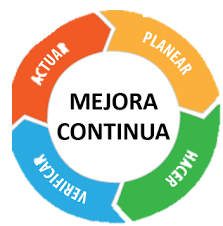 MEJORA
CONTINUA
PLANEAR
HACER
VERIFICAR
ACTUAR